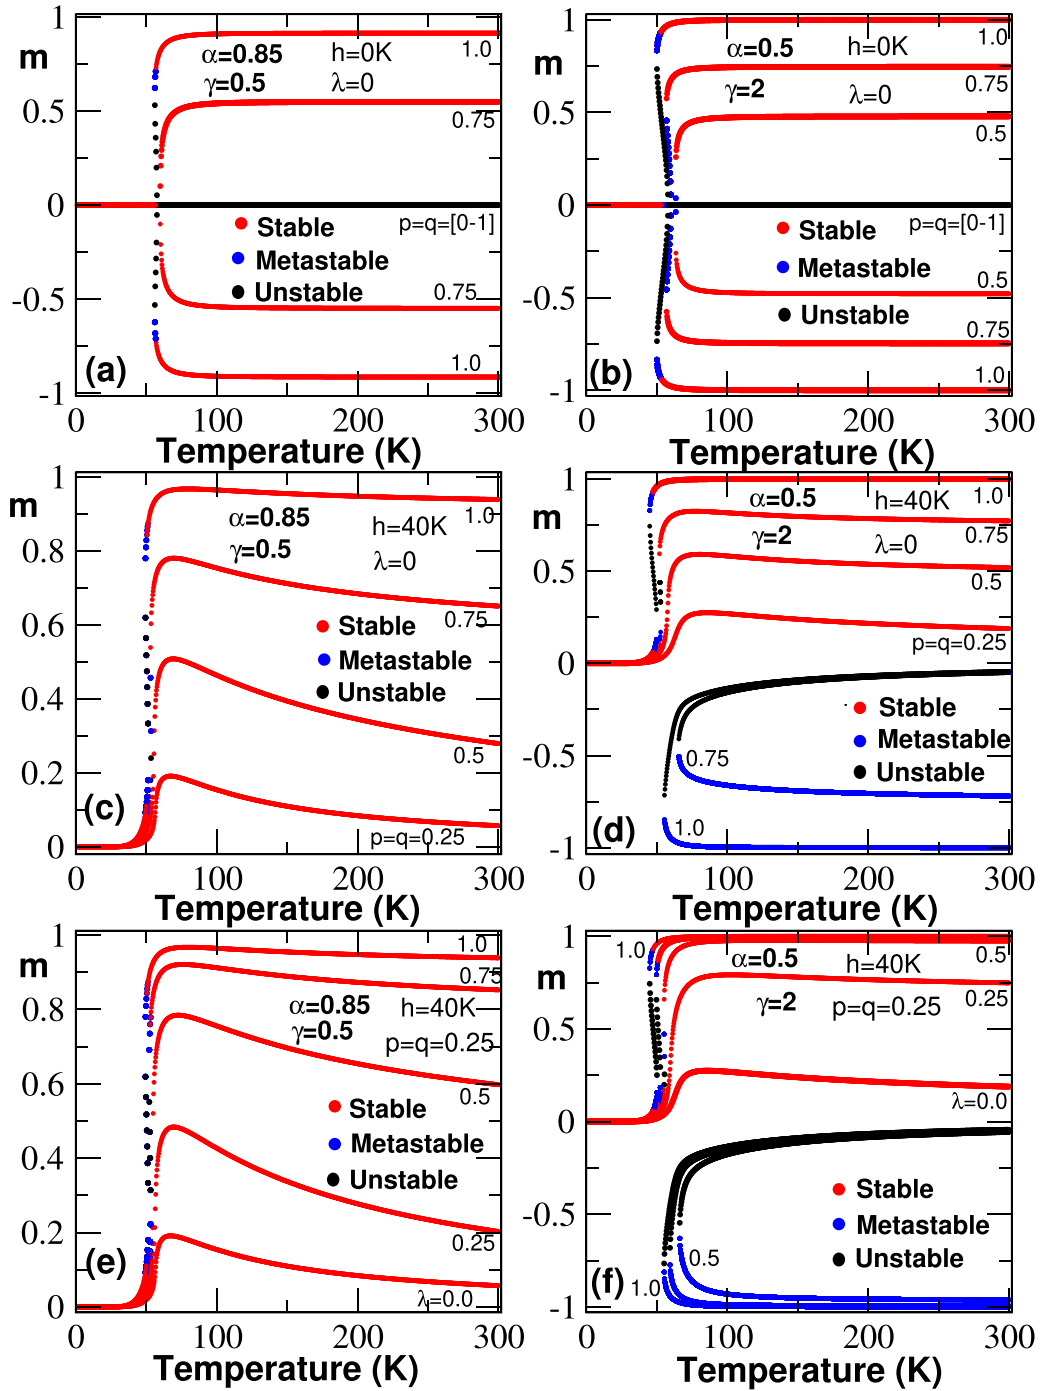 1
0.5
0
-0.5
-1
m
α=0.85
h=0K
1.0
γ=0.5
λ=0
0.75
p=q=[0-1]
Stable
Metastable
Unstable
0.75
1.0
(a)
0
100
200
300
Temperature (K)
1
0.5
0
-0.5
-1
m
α=0.5
h=0K
1.0
γ=2
λ=0
0.75
0.5
p=q=[0-1]
Stable
Metastable
Unstable
0.5
0.75
1.0
(b)
0
100
200
300
Temperature (K)
1
0.8
0.6
0.4
0.2
0
m
α=0.85
h=40K
1.0
γ=0.5
λ=0
0.75
Stable
Metastable
Unstable
0.5
p=q=0.25
(c)
0
100
200
300
Temperature (K)
1
0.5
0
-0.5
-1
m
α=0.5
h=40K
1.0
γ=2
λ=0
0.75
0.5
p=q=0.25
Stable
Metastable
Unstable
0.75
1.0
(d)
0
100
200
300
Temperature (K)
1
0.8
0.6
0.4
0.2
0
m
1.0
0.75
α=0.85
h=40K
γ=0.5
p=q=0.25
0.5
Stable
Metastable
Unstable
0.25
λ=0.0
(e)
0
100
200
300
Temperature (K)
1
0.5
0
-0.5
-1
m
1.0
α=0.5
h=40K
0.5
γ=2
p=q=0.25
0.25
λ=0.0
Stable
Metastable
Unstable
0.5
1.0
(f)
0
100
200
300
Temperature (K)